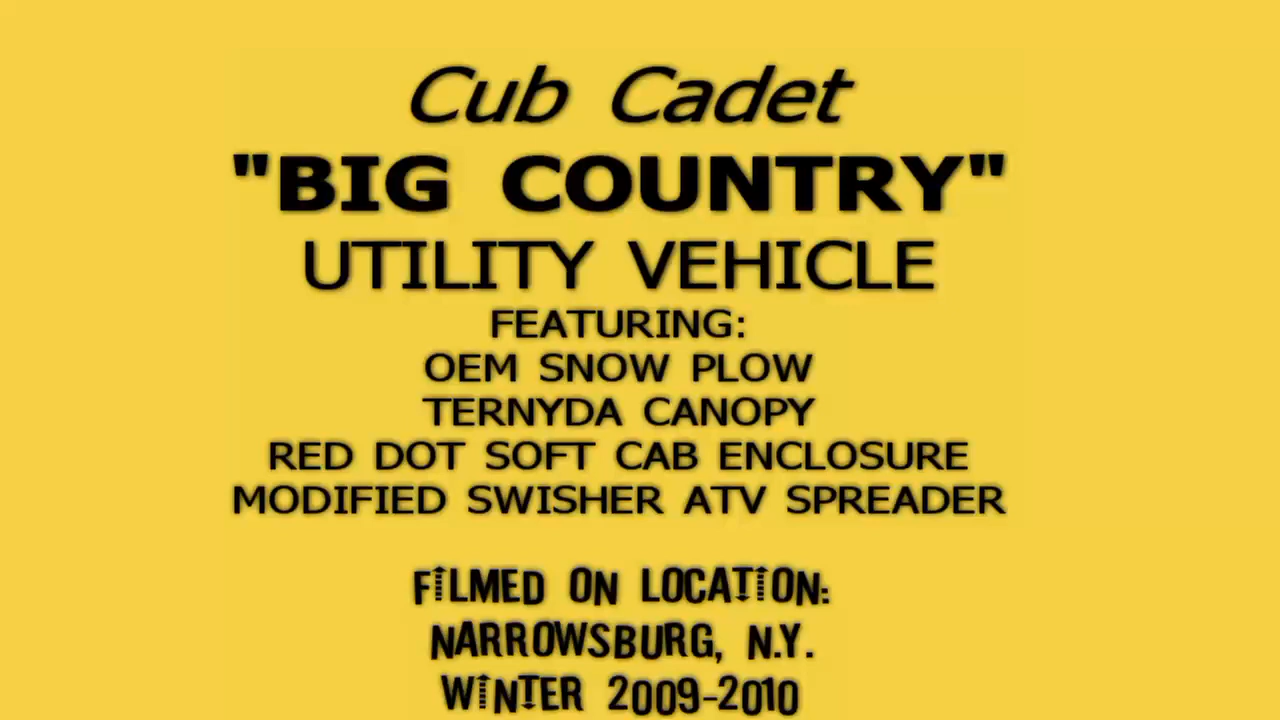 Cub Cadet
"BIG COUNTRY"
UTILITY VEHICLE
FEATURING:
OEM SNOW PLOW
TERNYDA CANOPY
RED DOT SOFT CAB ENCLOSURE
MODIFIED SWISHER ATV SPREADER
FILMED ON LOCATION:
NARROWSBURG, N.Y.
WINTER 2009-2010